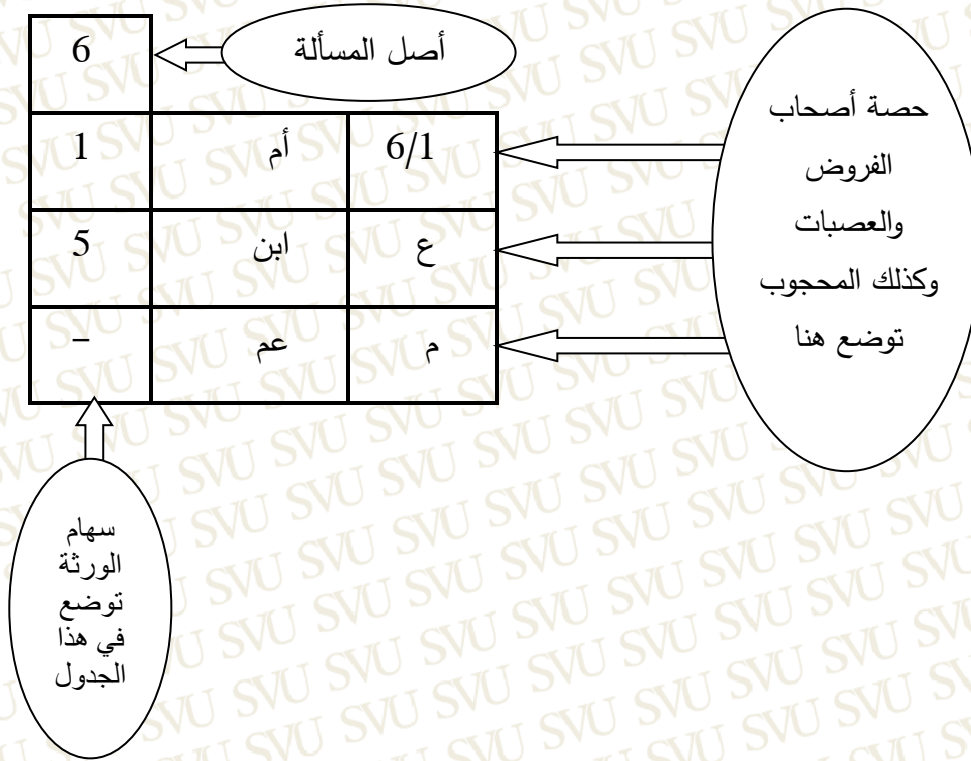 6
أصل المسألة
6/1 أم 1
ع ابن 5
م عم –
حصة أصحاب
الفروض
والعصبات
وكذلك المحجوب
توضع هنا
سهام
الورثة
توضع
في هذا
الجدول
SVU